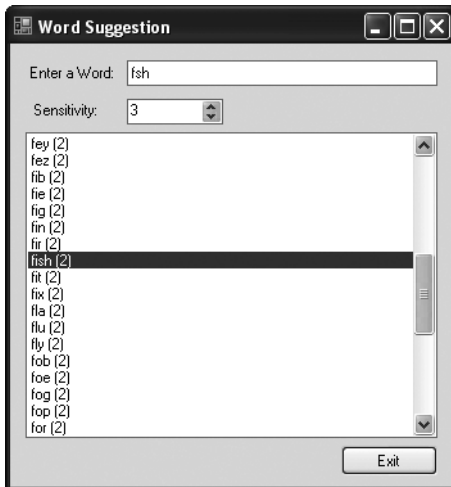 Word Suggestion
Enter a Word: fsh
Sensitivity: 3
fey (2)
fez (2)
fib (2)
fie (2)
fig (2)
fin (2)
fir (2)
fish (2)
fit (2)
fix (2)
fla (2)
flu (2)
fly (2)
fob (2)
foe (2)
fog (2)
fop (2)
for (2)
Exit